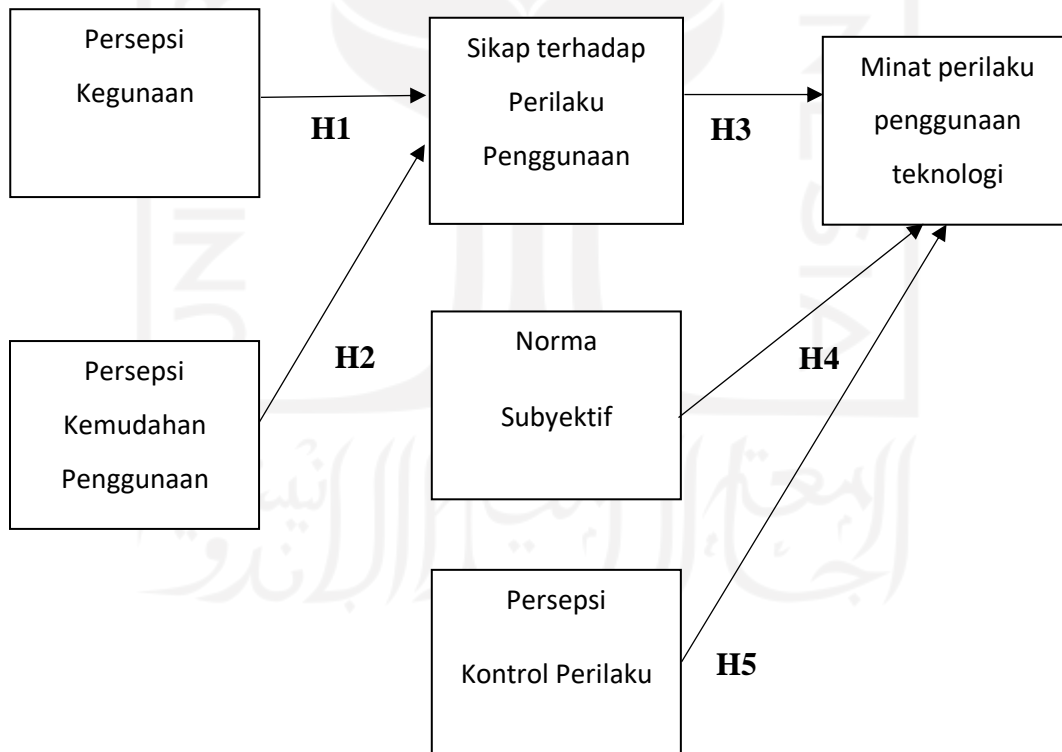 Persepsi
Kegunaan
H1
Sikap terhadap
Perilaku
Penggunaan
H3
Minat perilaku
penggunaan
teknologi
Persepsi
Kemudahan
Penggunaan
H2
Norma
Subyektif
H4
Persepsi
Kontrol Perilaku
H5